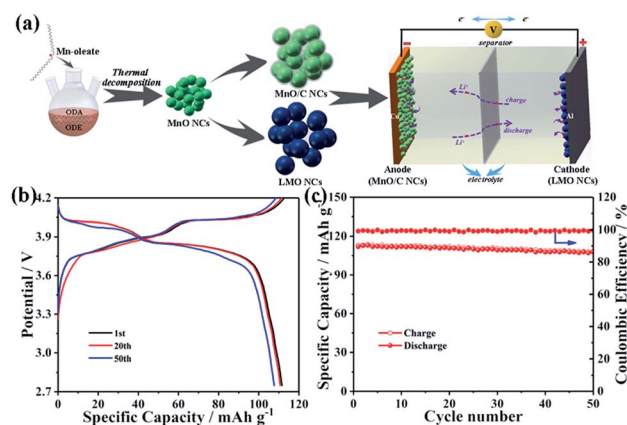 (a)
Mn-oleate
ODA
ODE
Thermal
decomposition
MnO NCs
MnO/C NCs
LMO NCs
e⁻ e⁻
V
- +
separator
Cu
Al
Li⁺
charge
Li⁺
discharge
Anode
(MnO/C NCs)
electrolyte
Cathode
(LMO NCs)
(b)
Potential / V
4.2
3.9
3.6
3.3
3.0
2.7
1st
20th
50th
0 20 40 60 80 100 120
Specific Capacity / mAh g⁻¹
(c)
Specific Capacity / mAh g⁻¹
150
120
90
60
30
0
Charge
Discharge
0 10 20 30 40 50
Cycle number
120
100
80
60
40
20
0
Coulombic Efficiency / %